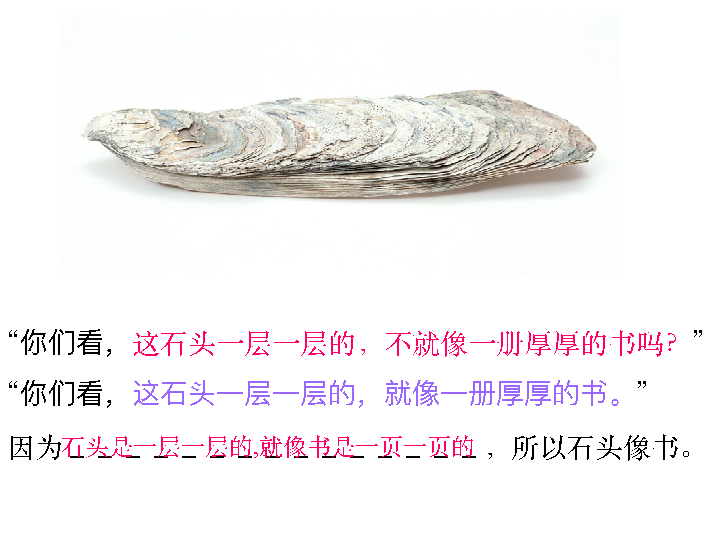 “你们看，这石头一层一层的，不就像一册厚厚的书吗？”
“你们看，这石头一层一层的，就像一册厚厚的书。”
因为石头是一层一层的,就像书是一页一页的，所以石头像书。